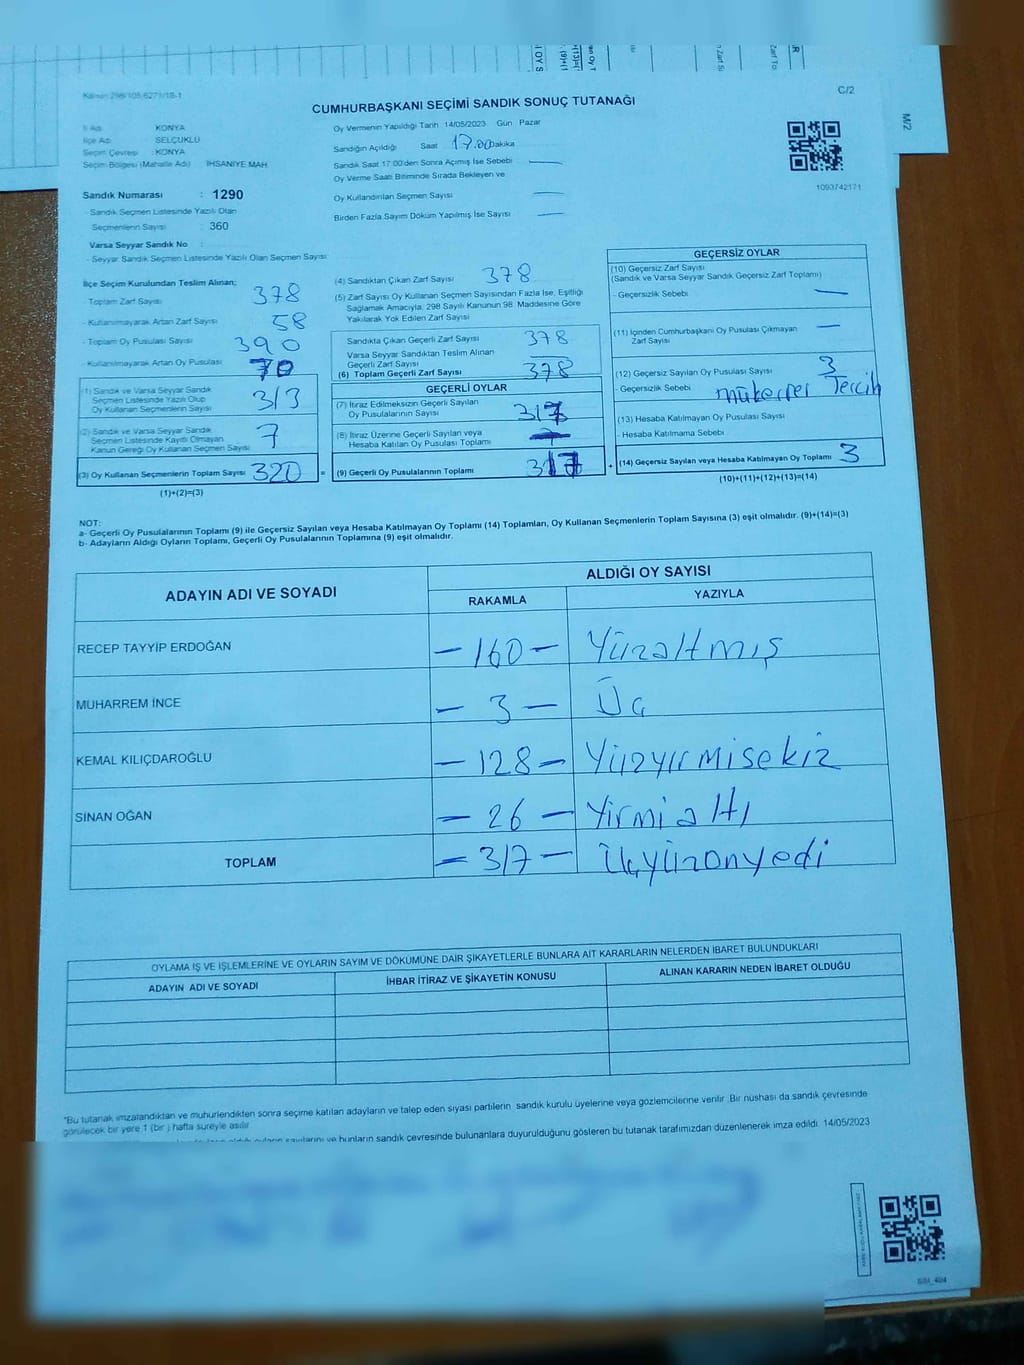 CUMHURBAŞKANI SEÇİMİ SANDIK SONUÇ TUTANAĞI
C/2
M/2
İl Adı : KONYA
İlçe Adı : SELÇUKLU
Seçim Çevresi : KONYA
Seçim Bölgesi (Mahalle Adı) İHSANİYE MAH.
Sandık Numarası : 1290
- Sandık Seçmen Listesinde Yazılı Olan
Seçmenlerin Sayısı : 360
Varsa Seyyar Sandık No :
- Seyyar Sandık Seçmen Listesinde Yazılı Olan Seçmen Sayısı:
Oy Vermenin Yapıldığı Tarih 14/05/2023 Gün Pazar
Sandığın Açıldığı Saat 17.00 Dakika
Sandık Saat 17:00'den Sonra Açımış İse Sebebi —
Oy Verme Saati Bitiminde Sırada Bekleyen ve
Oy Kullandırılan Seçmen Sayısı —
Birden Fazla Sayım Döküm Yapılmış İse Sayısı —
1093742171
İlçe Seçim Kurulundan Teslim Alınan;
- Toplam Zarf Sayısı 378
- Kullanılmayarak Artan Zarf Sayısı 58
- Toplam Oy Pusulası Sayısı 390
- Kullanılmayarak Artan Oy Pusulası 70
(1) Sandık ve Varsa Seyyar Sandık
Seçmen Listesinde Yazılı Olup
Oy Kullanan Seçmenlerin Sayısı 313
(2) Sandık ve Varsa Seyyar Sandık
Seçmen Listesinde Kayıtlı Olmayan
Kanun Gereği Oy Kullanan Seçmen Sayısı 7
(3) Oy Kullanan Seçmenlerin Toplam Sayısı 320 =
(1)+(2)=(3)
(4) Sandıktan Çıkan Zarf Sayısı 378
(5) Zarf Sayısı Oy Kullanan Seçmen Sayısından Fazla İse, Eşitliği
Sağlamak Amacıyla, 298 Sayılı Kanunun 98. Maddesine Göre
Yakılarak Yok Edilen Zarf Sayısı
Sandıkta Çıkan Geçerli Zarf Sayısı 378
Varsa Seyyar Sandıktan Teslim Alınan
Geçerli Zarf Sayısı —
(6) Toplam Geçerli Zarf Sayısı 378
GEÇERLİ OYLAR
(7) İtiraz Edilmeksizin Geçerli Sayılan
Oy Pusulalarının Sayısı 317
(8) İtiraz Üzerine Geçerli Sayılan veya
Hesaba Katılan Oy Pusulası Toplamı
(9) Geçerli Oy Pusulalarının Toplamı 317 +
GEÇERSİZ OYLAR
(10) Geçersiz Zarf Sayısı
(Sandık ve Varsa Seyyar Sandık Geçersiz Zarf Toplamı)
- Geçersizlik Sebebi —
(11) İçinden Cumhurbaşkanı Oy Pusulası Çıkmayan
Zarf Sayısı —
(12) Geçersiz Sayılan Oy Pusulası Sayısı 3
- Geçersizlik Sebebi mükerrer Tercih
(13) Hesaba Katılmayan Oy Pusulası Sayısı
- Hesaba Katılmama Sebebi
(14) Geçersiz Sayılan veya Hesaba Katılmayan Oy Toplamı 3
(10)+(11)+(12)+(13)=(14)
NOT:
a- Geçerli Oy Pusulalarının Toplamı (9) ile Geçersiz Sayılan veya Hesaba Katılmayan Oy Toplamı (14) Toplamları, Oy Kullanan Seçmenlerin Toplam Sayısına (3) eşit olmalıdır. (9)+(14)=(3)
b- Adayların Aldığı Oyların Toplamı, Geçerli Oy Pusulalarının Toplamına (9) eşit olmalıdır.
ADAYIN ADI VE SOYADI
ALDIĞI OY SAYISI
RAKAMLA YAZIYLA
RECEP TAYYİP ERDOĞAN – 160 – Yüzaltmış
MUHARREM İNCE – 3 – Üç
KEMAL KILIÇDAROĞLU – 128 – Yüzyirmisekiz
SİNAN OĞAN – 26 – Yirmialtı
TOPLAM – 317 – Üçyüzonyedi
OYLAMA İŞ VE İŞLEMLERİNE VE OYLARIN SAYIM VE DÖKÜMÜNE DAİR ŞİKAYETLERLE BUNLARA AİT KARARLARIN NELERDEN İBARET BULUNDUKLARI
ADAYIN ADI VE SOYADI İHBAR İTİRAZ VE ŞİKAYETİN KONUSU ALINAN KARARIN NEDEN İBARET OLDUĞU
*Bu tutanak imzalandıktan ve mühürlendikten sonra seçime katılan adayların ve talep eden siyasi partilerin sandık kurulu üyelerine veya gözlemcilerine verilir. Bir nüshası da sandık çevresinde
görülecek bir yere 1 (bir) hafta süreyle asılır.
oyların sayılarını ve bunların sandık çevresinde bulunanlara duyurulduğunu gösteren bu tutanak tarafımızdan düzenlenerek imza edildi. 14/05/2023